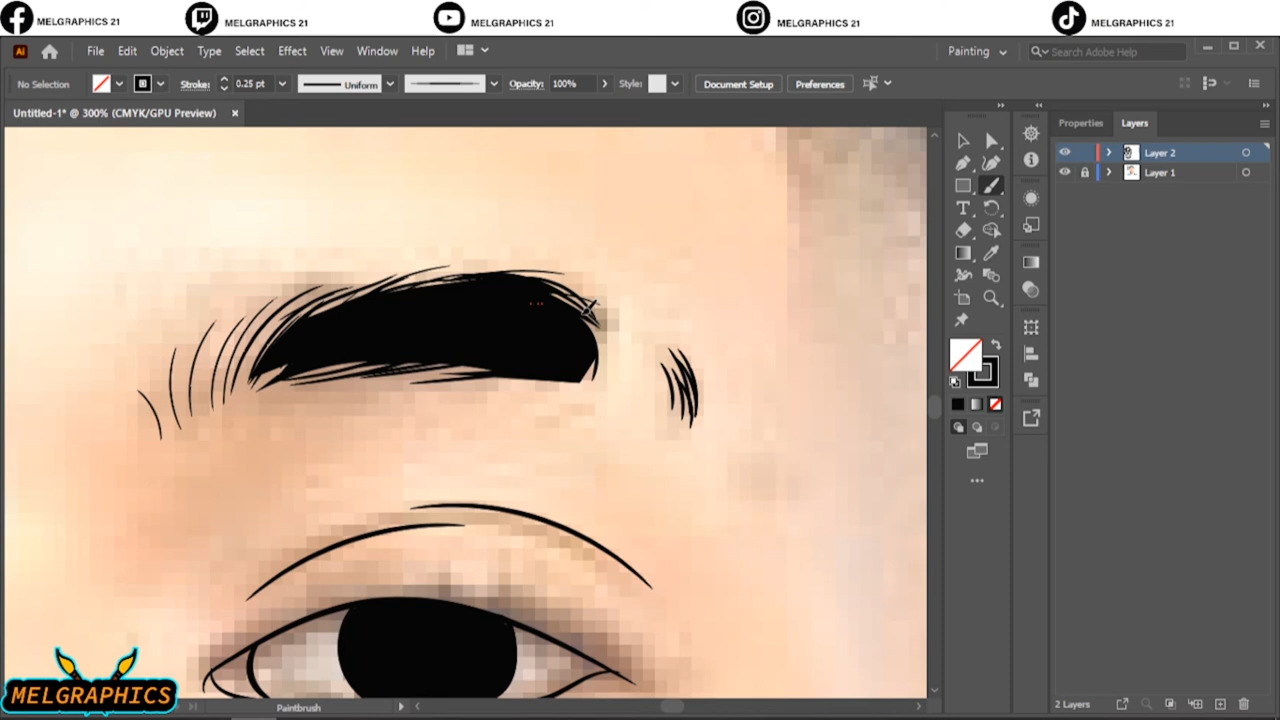 MELGRAPHICS 21
MELGRAPHICS 21
MELGRAPHICS 21
MELGRAPHICS 21
MELGRAPHICS 21
Ai File Edit Object Type Select Effect View Window Help Painting Search Adobe Help
No Selection Stroke: 0.25 pt Uniform Opacity: 100% Style: Document Setup Preferences
Untitled-1* @ 300% (CMYK/GPU Preview)
Properties Layers
Layer 2
Layer 1
MELGRAPHICS
Paintbrush
2 Layers